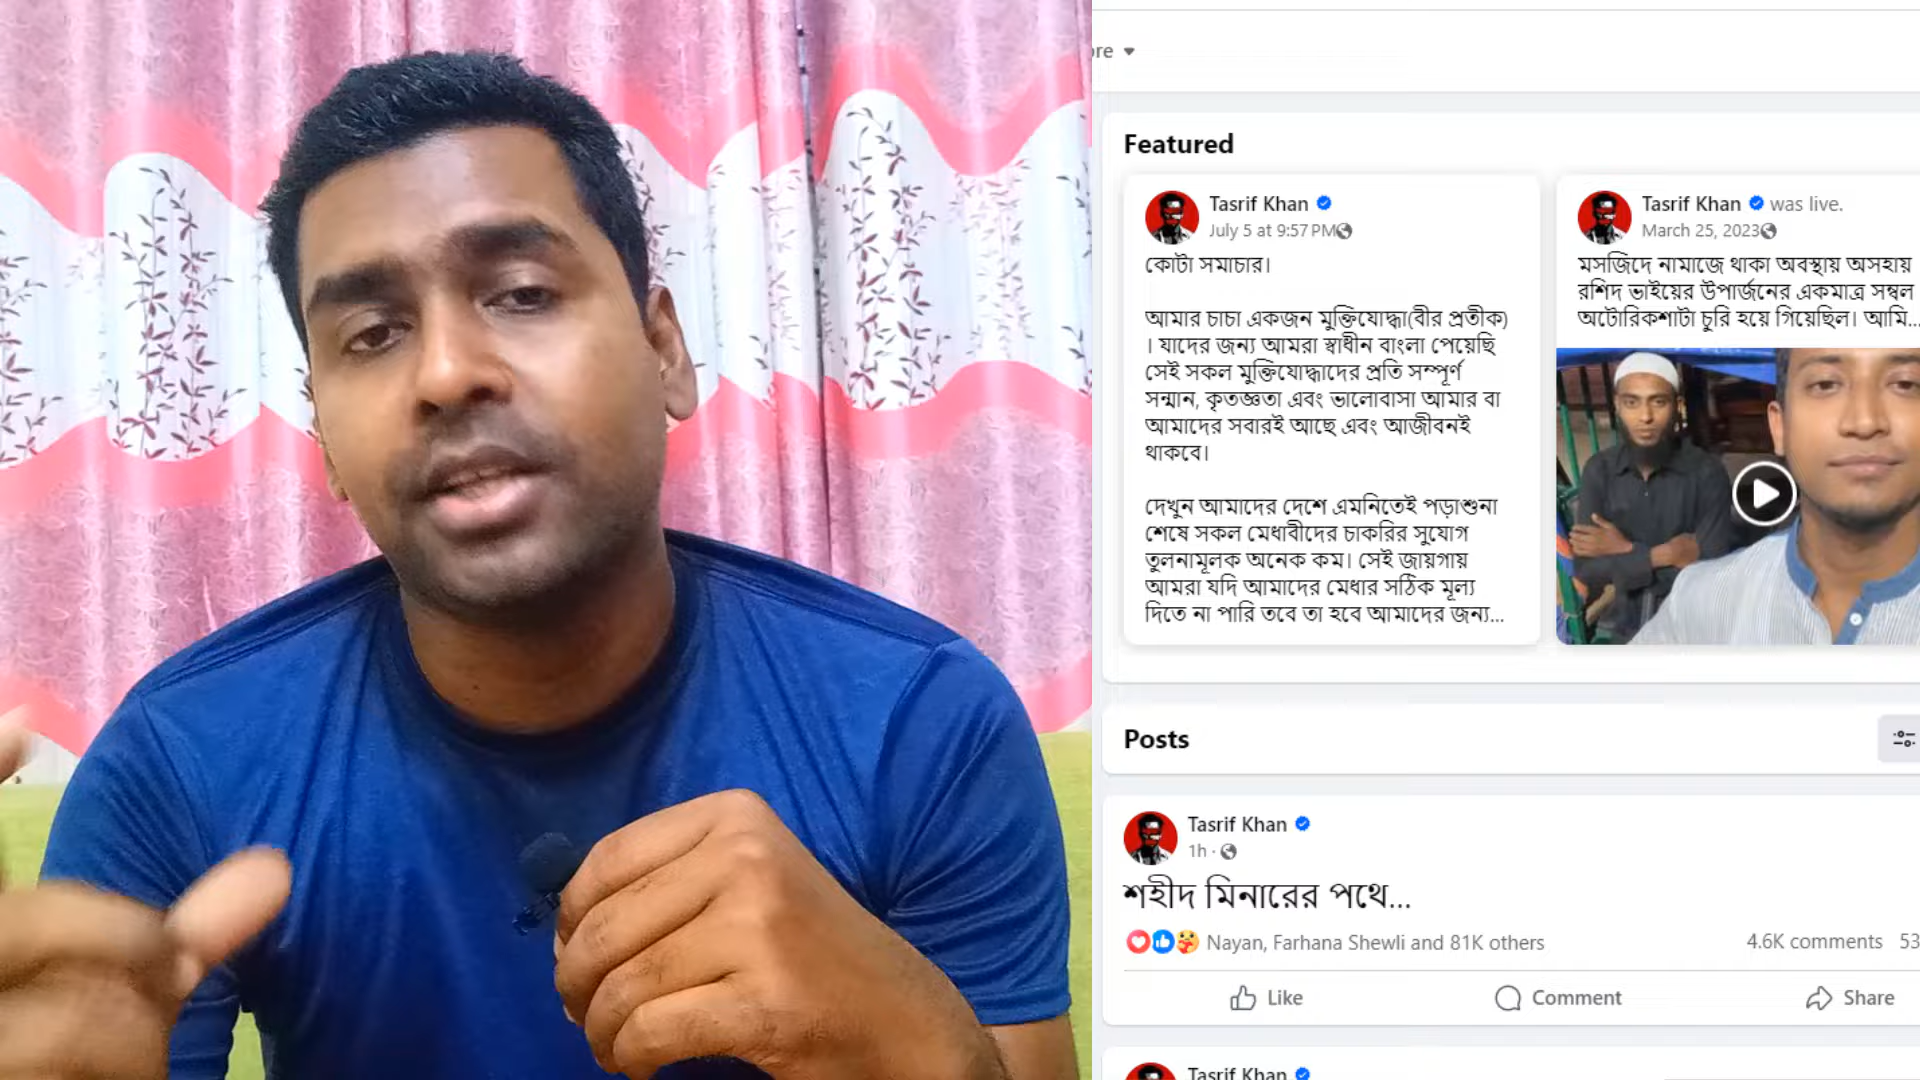 Featured
Tasrif Khan
July 5 at 9:57 PM
কোটা সমাচার।
আমার চাচা একজন মুক্তিযোদ্ধা(বীর প্রতীক)
। যাদের জন্য আমরা স্বাধীন বাংলা পেয়েছি
সেই সকল মুক্তিযোদ্ধাদের প্রতি সম্পূর্ণ
সন্মান, কৃতজ্ঞতা এবং ভালোবাসা আমার বা
আমাদের সবারই আছে এবং আজীবনই
থাকবে।
দেখুন আমাদের দেশে এমনিতেই পড়াশুনা
শেষে সকল মেধাবীদের চাকরির সুযোগ
তুলনামূলক অনেক কম। সেই জায়গায়
আমরা যদি আমাদের মেধার সঠিক মূল্য
দিতে না পারি তবে তা হবে আমাদের জন্য...
Tasrif Khan was live.
March 25, 2023
মসজিদে নামাজে থাকা অবস্থায় অসহায়
রশিদ ভাইয়ের উপার্জনের একমাত্র সম্বল
অটোরিকশাটা চুরি হয়ে গিয়েছিল। আমি...
Posts
Tasrif Khan
1h ·
শহীদ মিনারের পথে...
Nayan, Farhana Shewli and 81K others
4.6K comments 53
Like
Comment
Share
Tasrif Khan